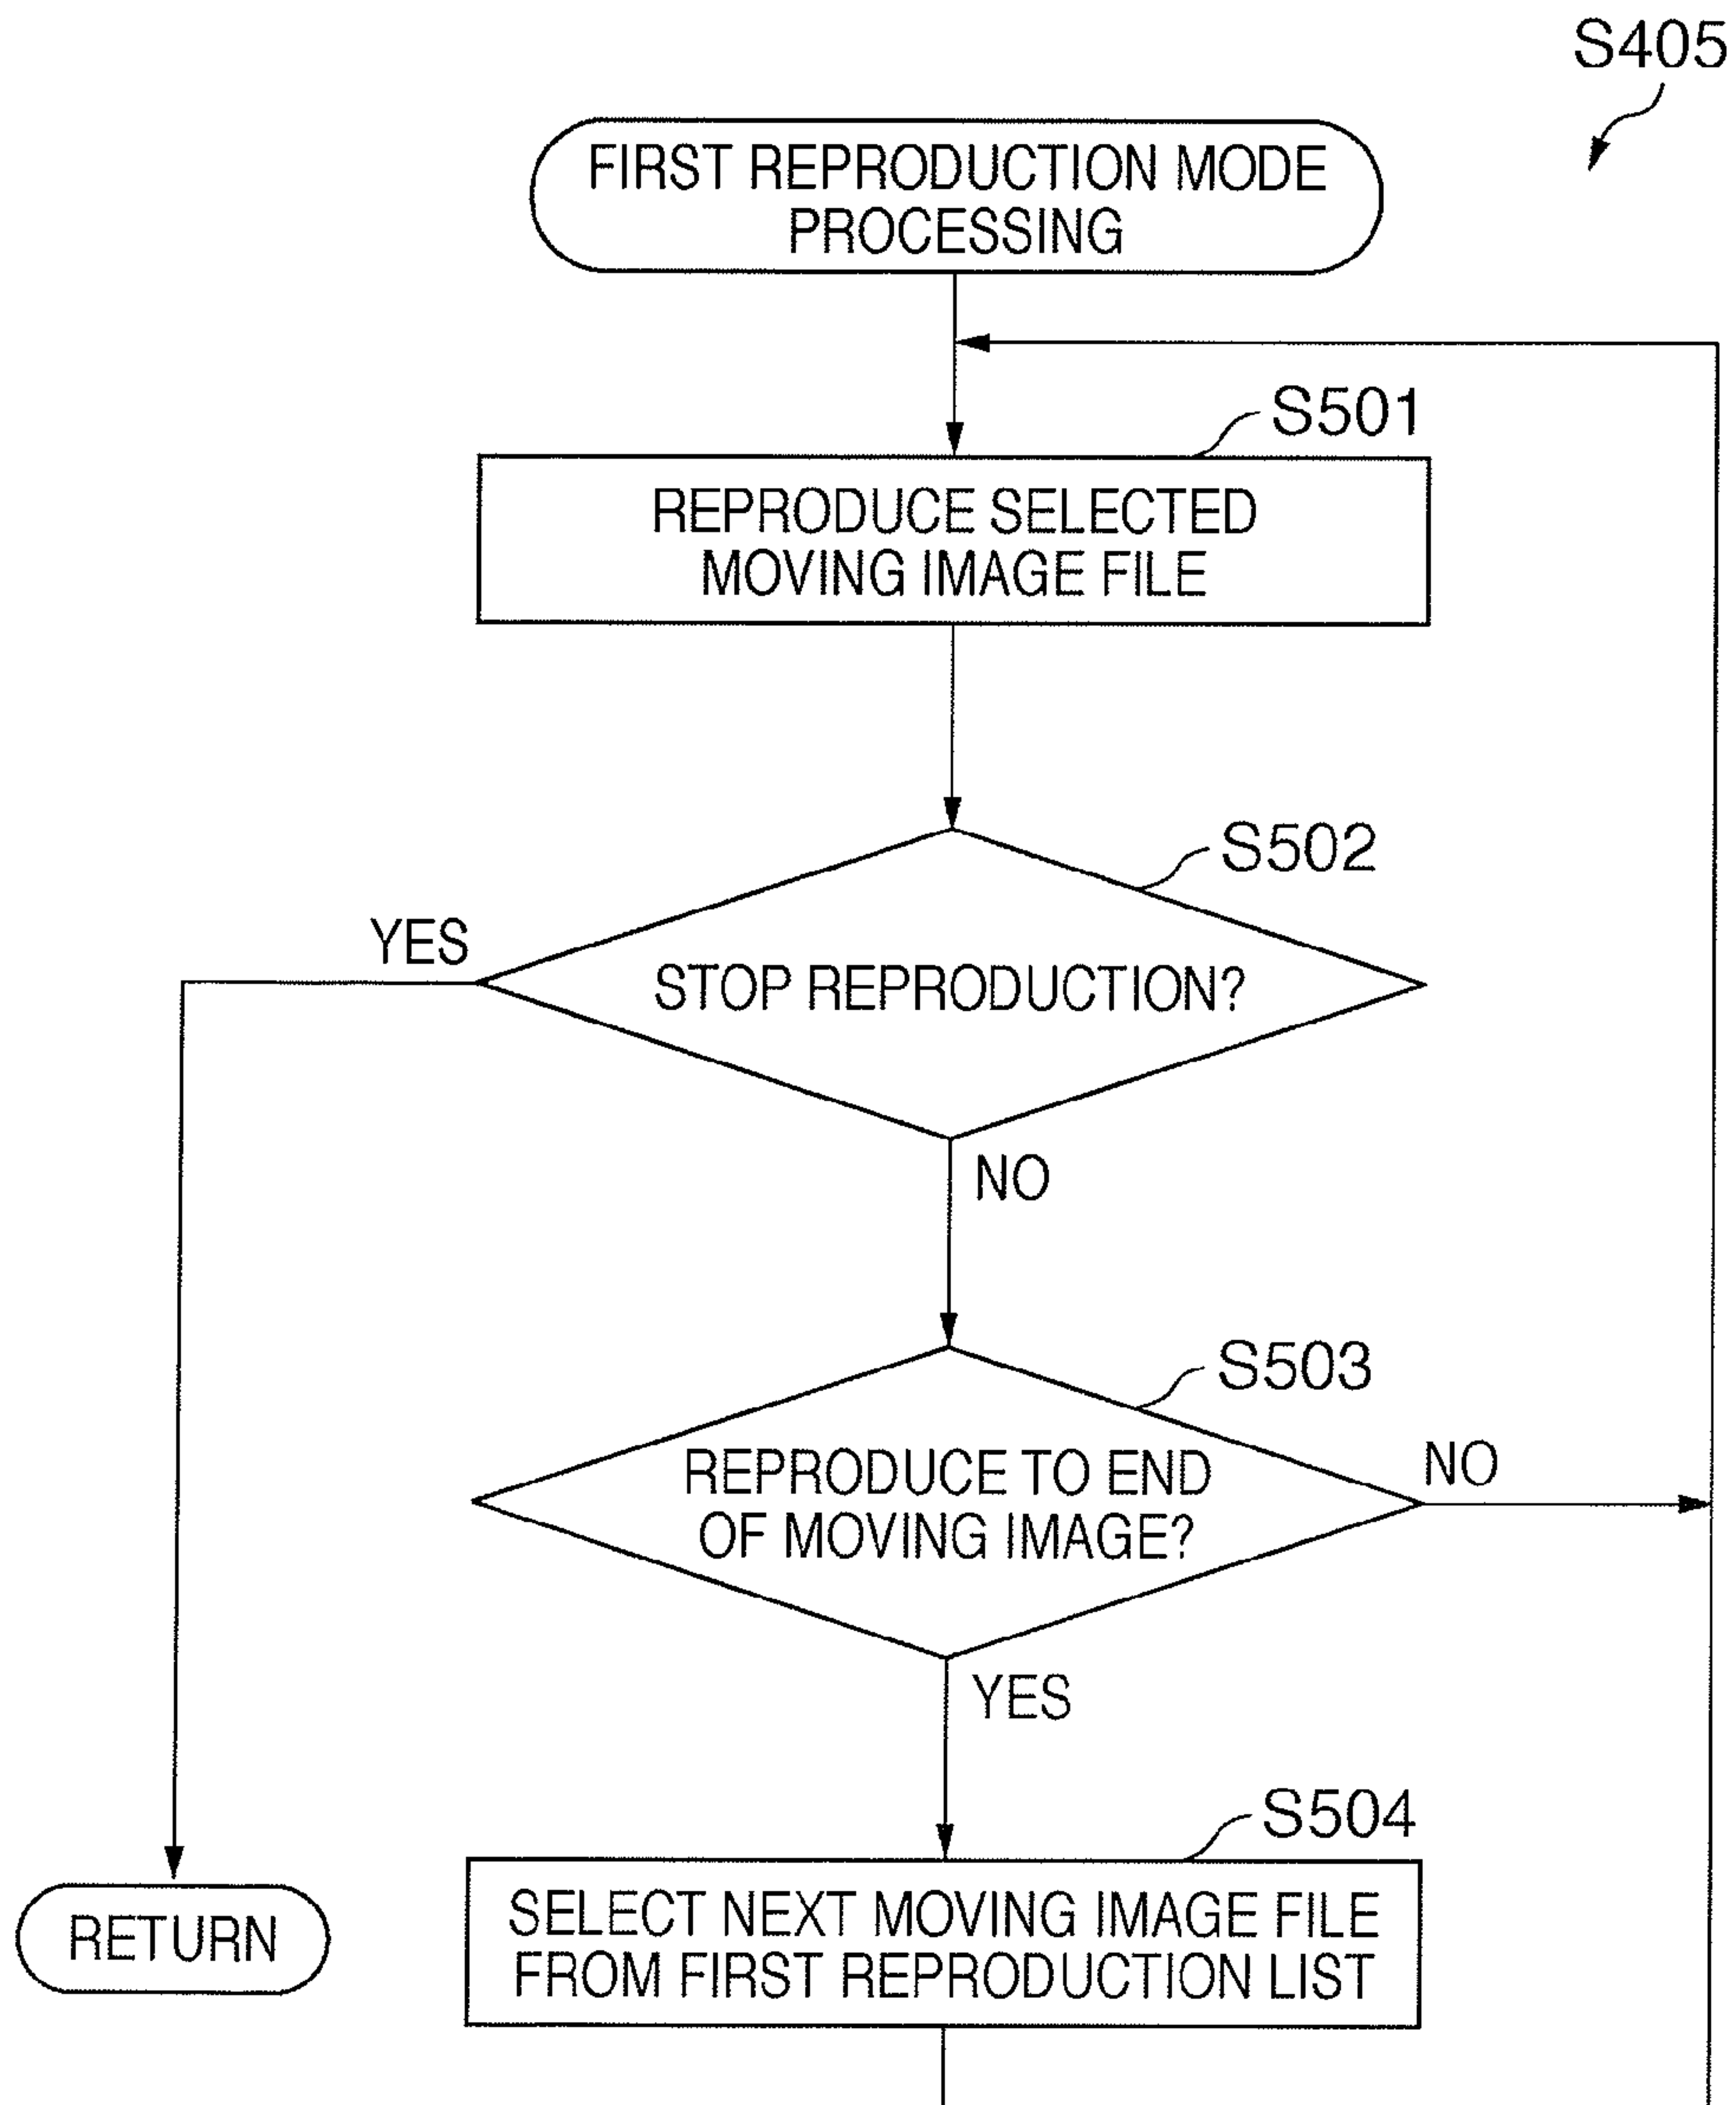 S405
FIRST REPRODUCTION MODE
PROCESSING
S501
REPRODUCE SELECTED
MOVING IMAGE FILE
S502
YES
STOP REPRODUCTION?
NO
S503
REPRODUCE TO END
OF MOVING IMAGE?
NO
YES
S504
SELECT NEXT MOVING IMAGE FILE
FROM FIRST REPRODUCTION LIST
RETURN